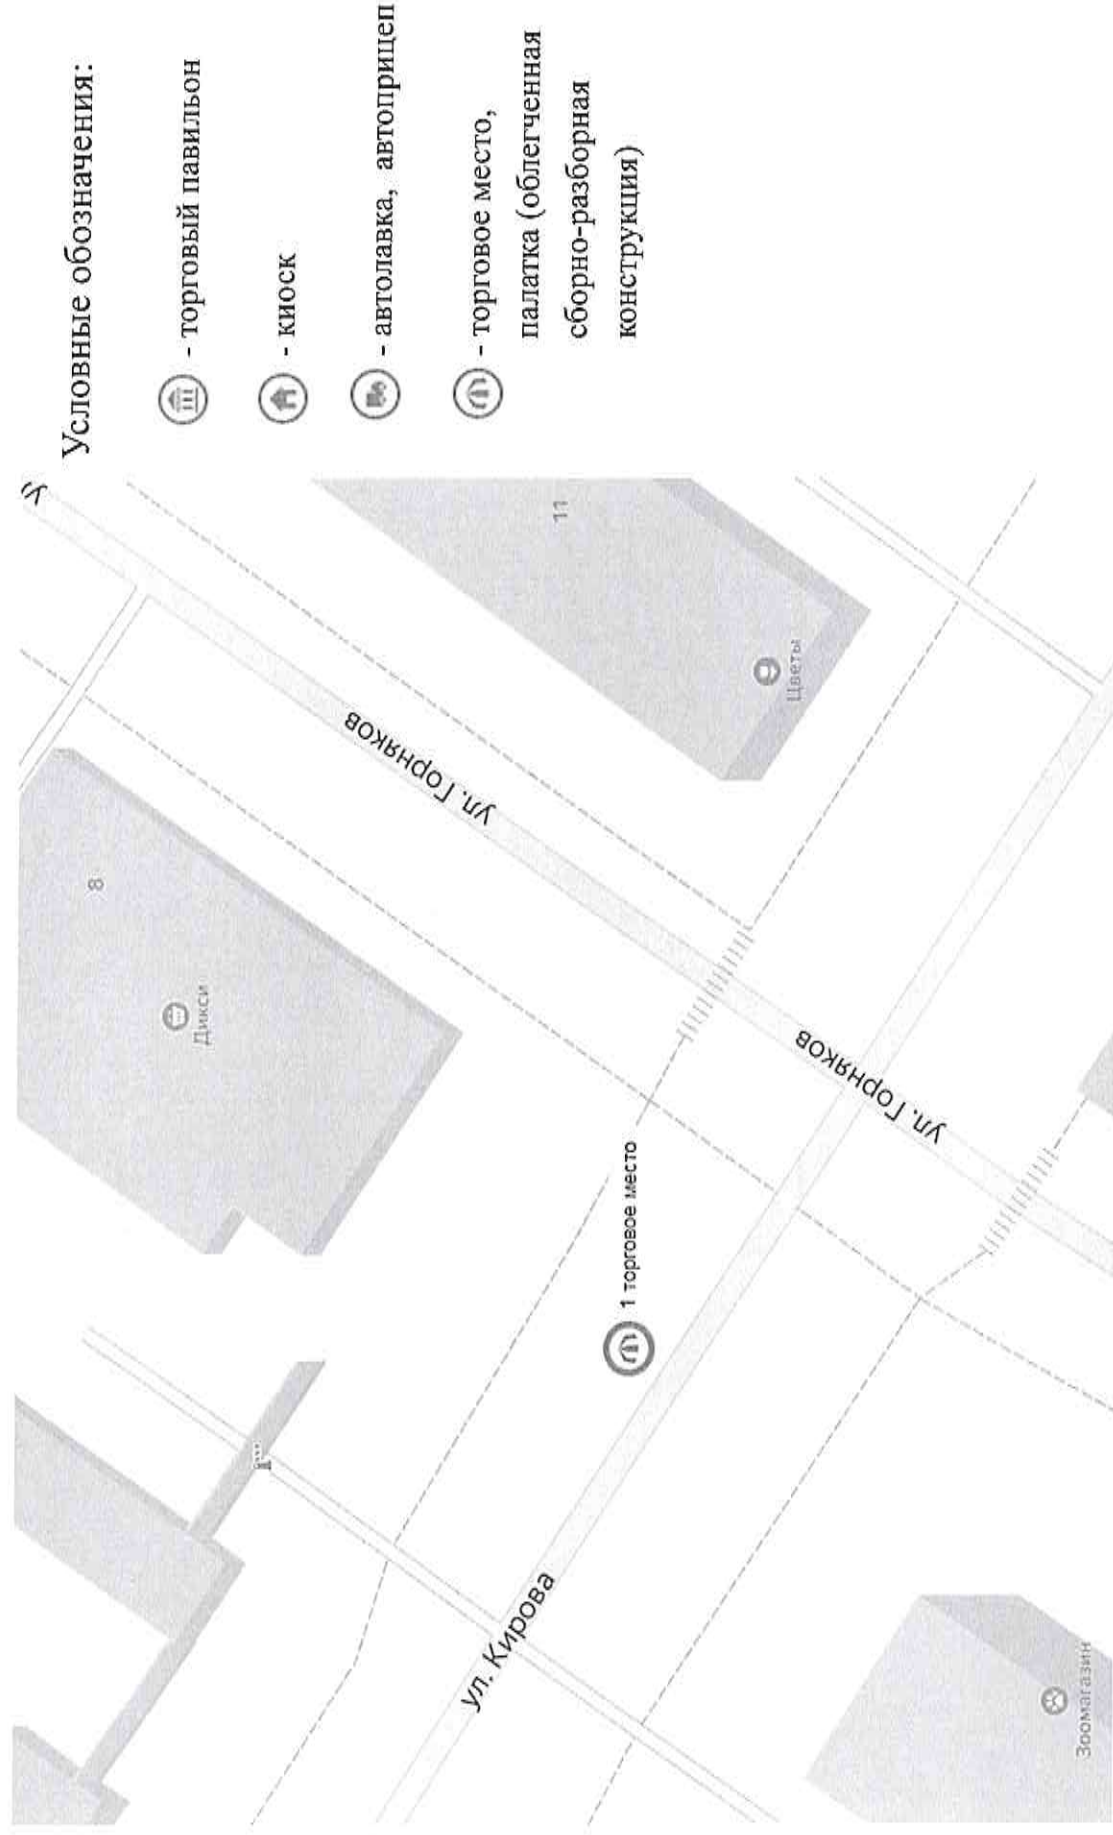 Условные обозначения:
- торговый павильон
- киоск
- автолавка, автоприцеп
- торговое место,
палатка (облегченная
сборно-разборная
конструкция)
у
8
Дикси
ул. Горняков
11
Цветы
1 торговое место
ул. Горняков
ул. Кирова
Зоомагазин